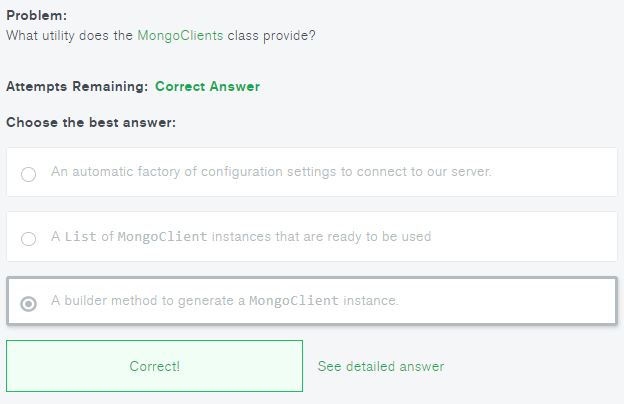 Problem:
What utility does the MongoClients class provide?
Attempts Remaining: Correct Answer
Choose the best answer:
An automatic factory of configuration settings to connect to our server.
A List of MongoClient instances that are ready to be used
A builder method to generate a MongoClient instance.
Correct! See detailed answer